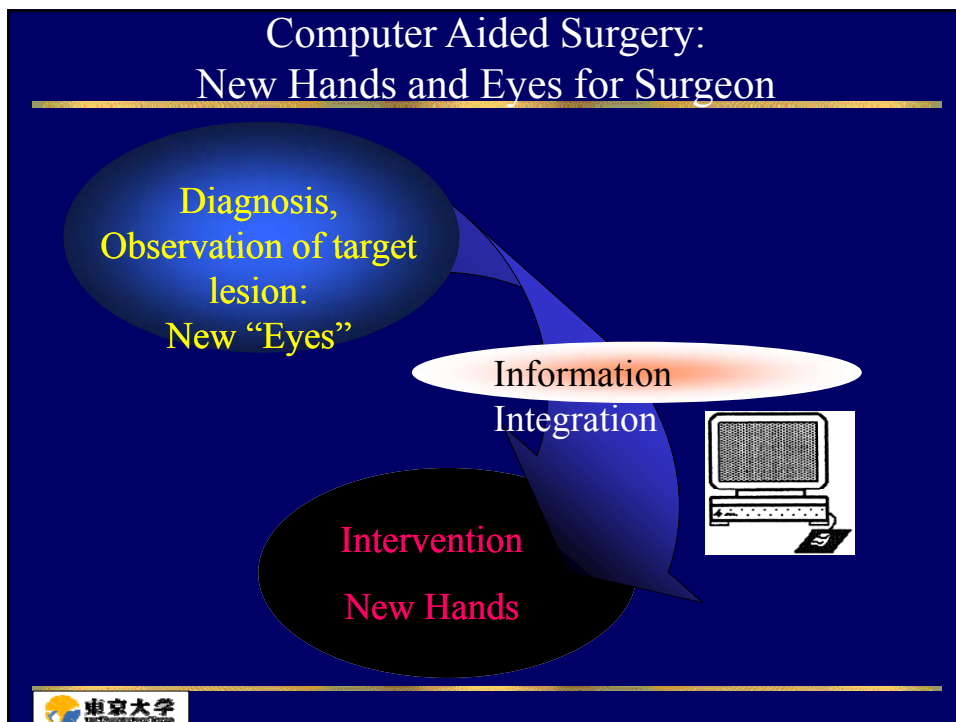 Computer Aided Surgery:
New Hands and Eyes for Surgeon
Diagnosis,
Observation of target
lesion:
New “Eyes”
Information
Integration
Intervention
New Hands
東京大学